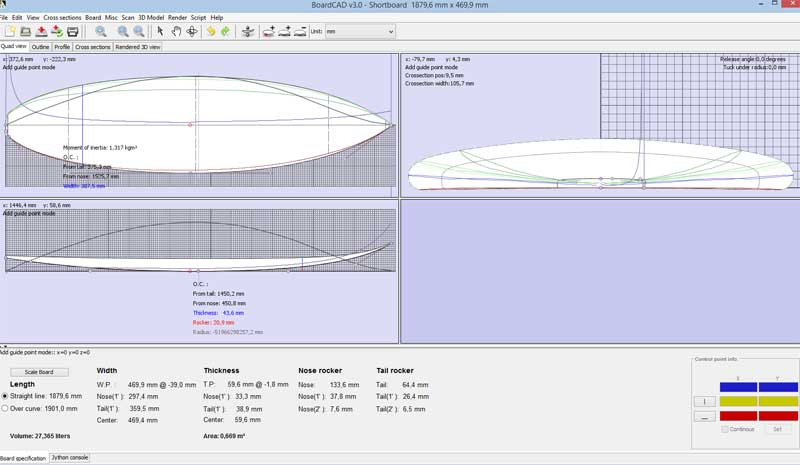 BoardCAD v3.0 - Shortboard 1879,6 mm x 469,9 mm
File Edit View Cross sections Board Misc Scan 3D Model Render Script Help
Unit: mm
Quad view Outline Profile Cross sections Rendered 3D view
x: 372,6 mm y: -222,3 mm
Add guide point mode
Moment of inertia: 1,317 kgm²
O.C. :
From tail: 375,3 mm
From nose: 1525,7 mm
Width: 387,5 mm
x: -79,7 mm y: 4,3 mm
Add guide point mode
Crossection pos:9,5 mm
Crossection width:105,7 mm
Release angle:0,0 degrees
Tuck under radius:0,0 mm
x: 1446,4 mm y: 58,6 mm
Add guide point mode
O.C. :
From tail: 1450,2 mm
From nose: 450,8 mm
Thickness: 43,6 mm
Rocker: 20,9 mm
Radius: -51966298257,2 mm
Add guide point mode:: x=0 y=0 z=0
Scale Board
Length
Straight line: 1879,6 mm
Over curve: 1901,0 mm
Volume: 27,365 liters
Width
W.P. : 469,9 mm @ -39,0 mm
Nose(1'): 297,4 mm
Tail(1') : 359,5 mm
Center: 469,4 mm
Thickness
T.P: 59,6 mm @ -1,8 mm
Nose(1') : 33,3 mm
Tail(1') : 38,9 mm
Center: 59,6 mm
Area: 0,669 m²
Nose rocker
Nose: 133,6 mm
Nose(1' ): 37,8 mm
Nose(2' ): 7,6 mm
Tail rocker
Tail: 64,4 mm
Tail(1' ): 26,4 mm
Tail(2' ): 6,5 mm
Control point info.
X Y
Continous Set
Board specification Jython console